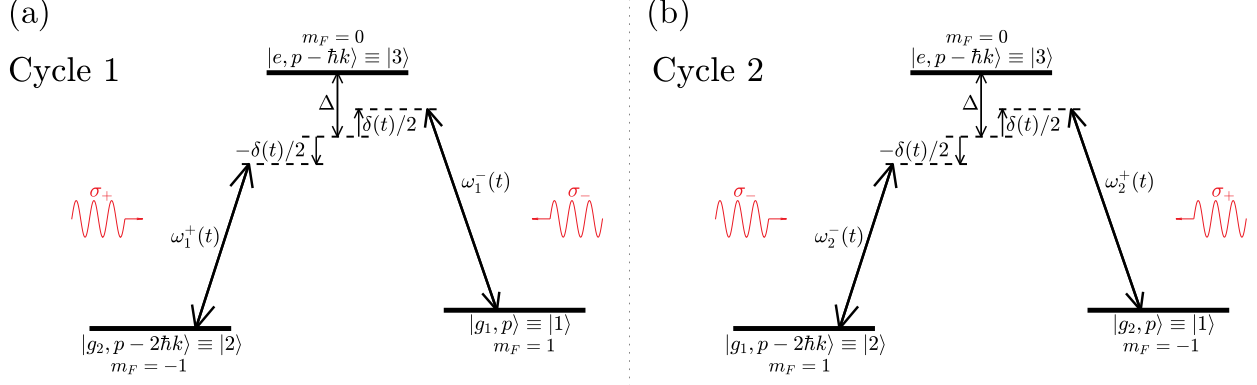 (a)
Cycle 1
m_F = 0
|e, p − ħk⟩ ≡ |3⟩
Δ
δ(t)/2
−δ(t)/2
σ₊
ω₁⁺(t)
ω₁⁻(t)
σ₋
|g₂, p − 2ħk⟩ ≡ |2⟩
m_F = −1
|g₁, p⟩ ≡ |1⟩
m_F = 1
(b)
Cycle 2
m_F = 0
|e, p − ħk⟩ ≡ |3⟩
Δ
δ(t)/2
−δ(t)/2
σ₋
ω₂⁻(t)
ω₂⁺(t)
σ₊
|g₁, p − 2ħk⟩ ≡ |2⟩
m_F = 1
|g₂, p⟩ ≡ |1⟩
m_F = −1